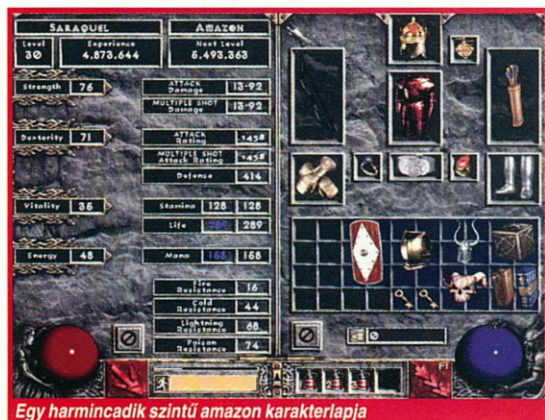 SARAQUEL AMAZON
Level 30 Experience 4.873.644 Next Level 5.493.363
Strength 76
ATTACK Damage 13-92
MULTIPLE SHOT Damage 13-92
Dexterity 71
ATTACK Rating
MULTIPLE SHOT Attack Rating
Defense 414
Vitality 36
Stamina 128 128
Life 289 289
Energy 48
Mana 168 168
Fire Resistance 16
Cold Resistance 44
Lightning Resistance 68
Poison Resistance 74
0
Egy harmincadik szintű amazon karakterlapja